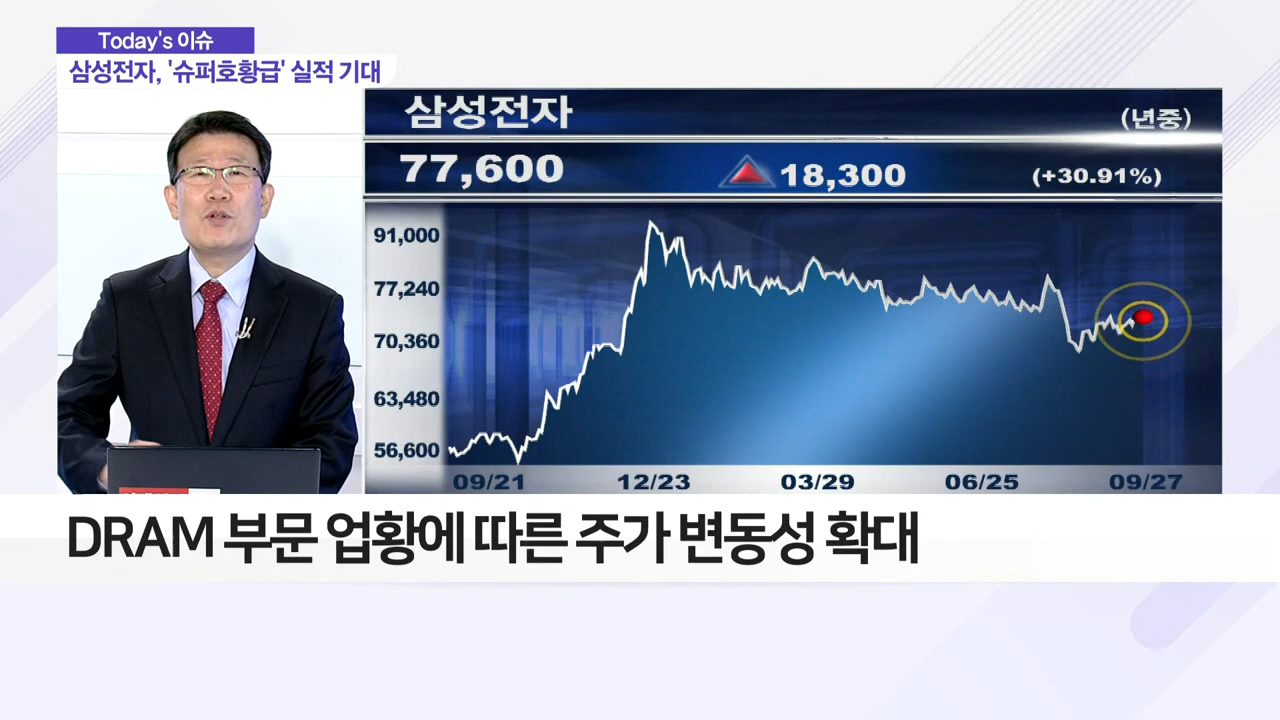 Today's 이슈
삼성전자, '슈퍼호황급' 실적 기대
삼성전자
(년중)
77,600
18,300
(+30.91%)
91,000
77,240
70,360
63,480
56,600
09/21
12/23
03/29
06/25
09/27
DRAM 부문 업황에 따른 주가 변동성 확대